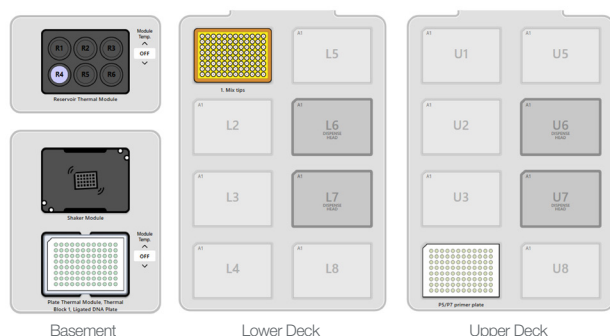 R1 R2 R3
R4 R5 R6
Module
Temp.
OFF
Reservoir Thermal Module
Shaker Module
Module
Temp.
OFF
Plate Thermal Module, Thermal
Block 1, Ligated DNA Plate
Basement
1. Mix tips
A1
L5
A1
L2
A1
L6
DISPENSE
HEAD
A1
L3
A1
L7
DISPENSE
HEAD
A1
L4
A1
L8
Lower Deck
A1
U1
A1
U5
A1
U2
A1
U6
DISPENSE
HEAD
A1
U3
A1
U7
DISPENSE
HEAD
P5/P7 primer plate
A1
U8
Upper Deck